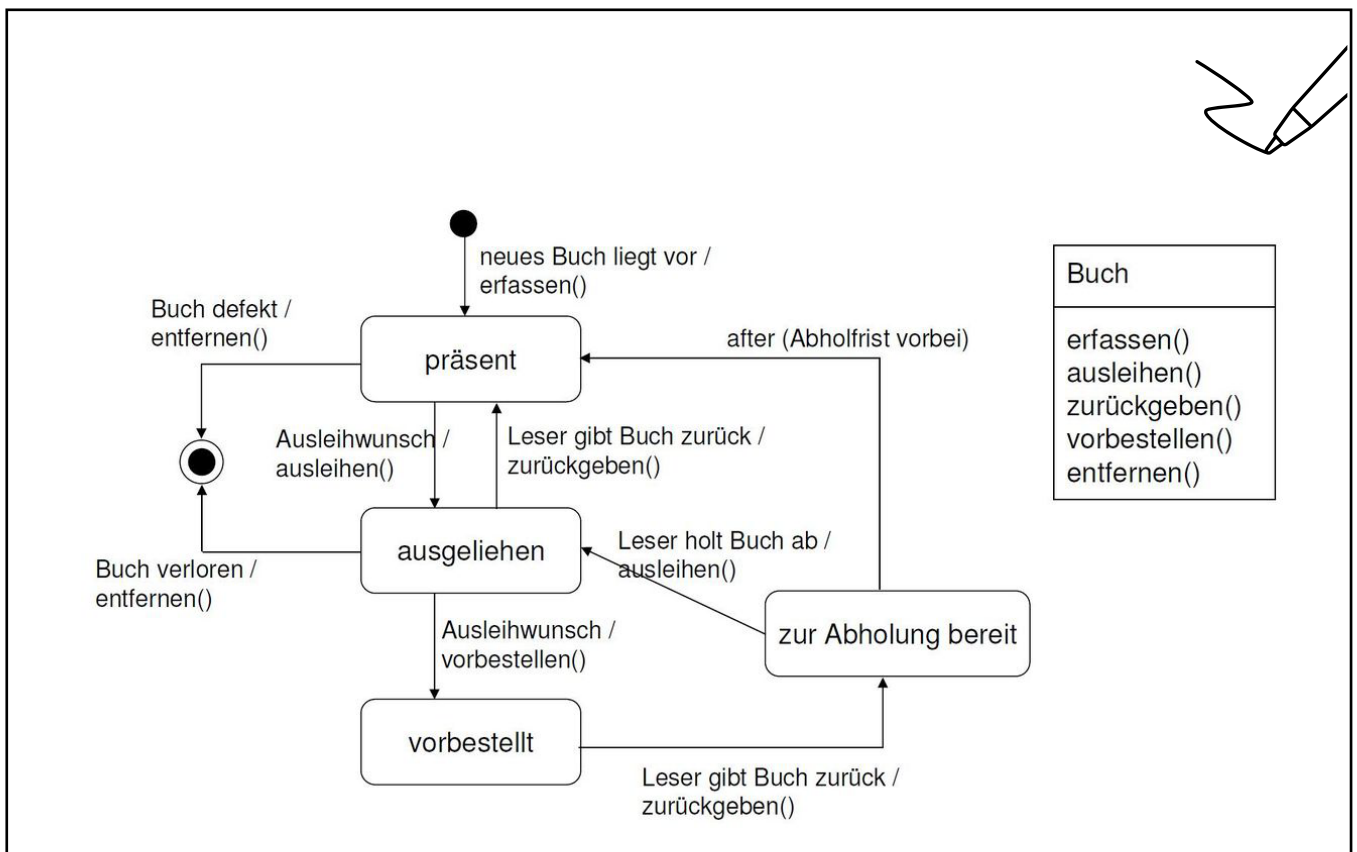 neues Buch liegt vor /
erfassen()
Buch defekt /
entfernen()
präsent
after (Abholfrist vorbei)
Ausleihwunsch /
ausleihen()
Leser gibt Buch zurück /
zurückgeben()
ausgeliehen
Buch verloren /
entfernen()
Leser holt Buch ab /
ausleihen()
zur Abholung bereit
Ausleihwunsch /
vorbestellen()
vorbestellt
Leser gibt Buch zurück /
zurückgeben()
Buch
erfassen()
ausleihen()
zurückgeben()
vorbestellen()
entfernen()